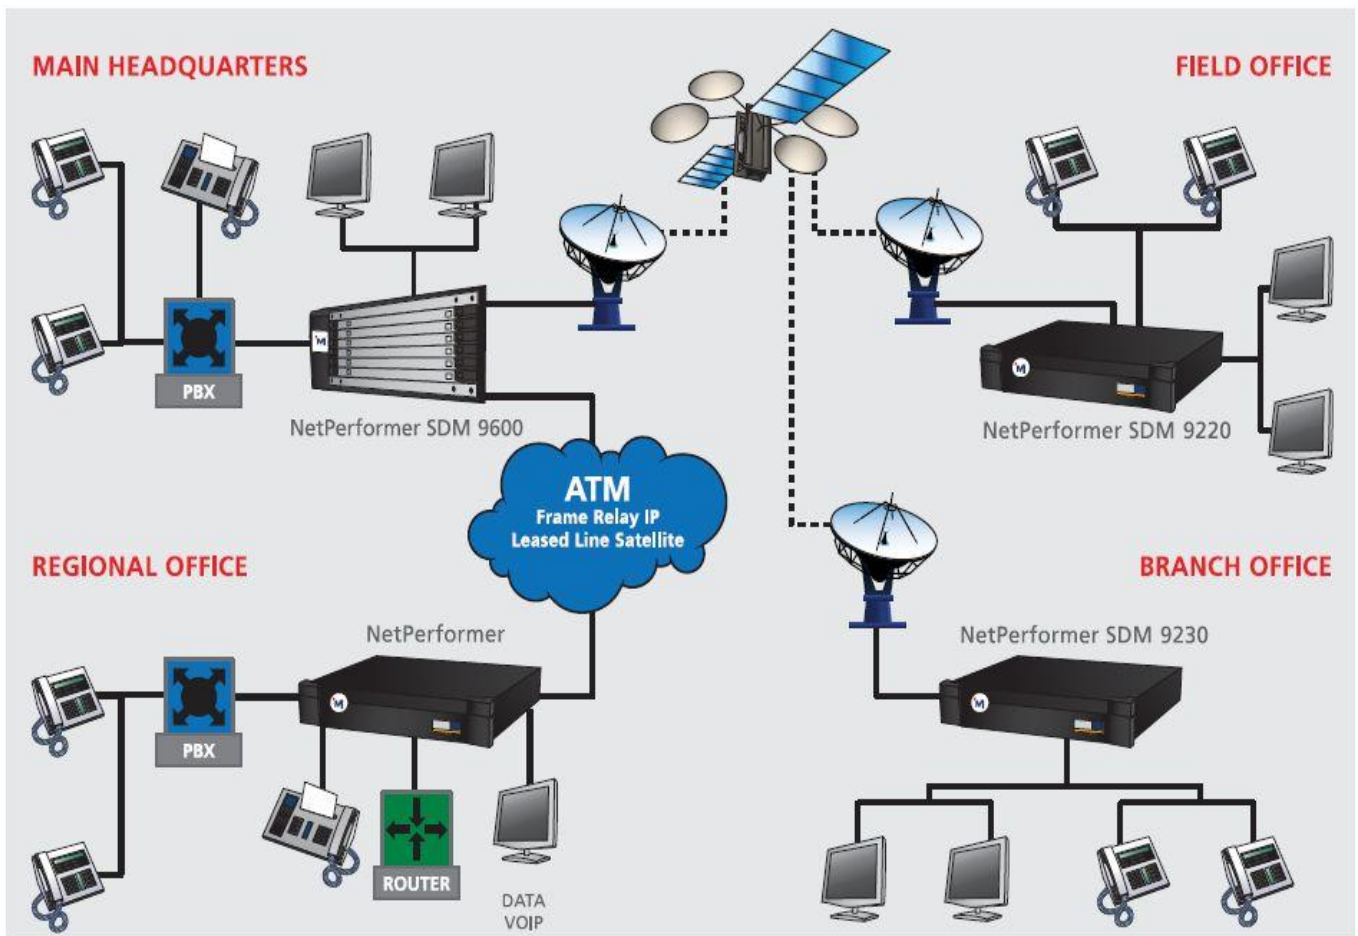 MAIN HEADQUARTERS
FIELD OFFICE
PBX
M
NetPerformer SDM 9600
M
NetPerformer SDM 9220
ATM
Frame Relay IP
Leased Line Satellite
REGIONAL OFFICE
BRANCH OFFICE
NetPerformer
NetPerformer SDM 9230
M
PBX
M
ROUTER
DATA
VOIP